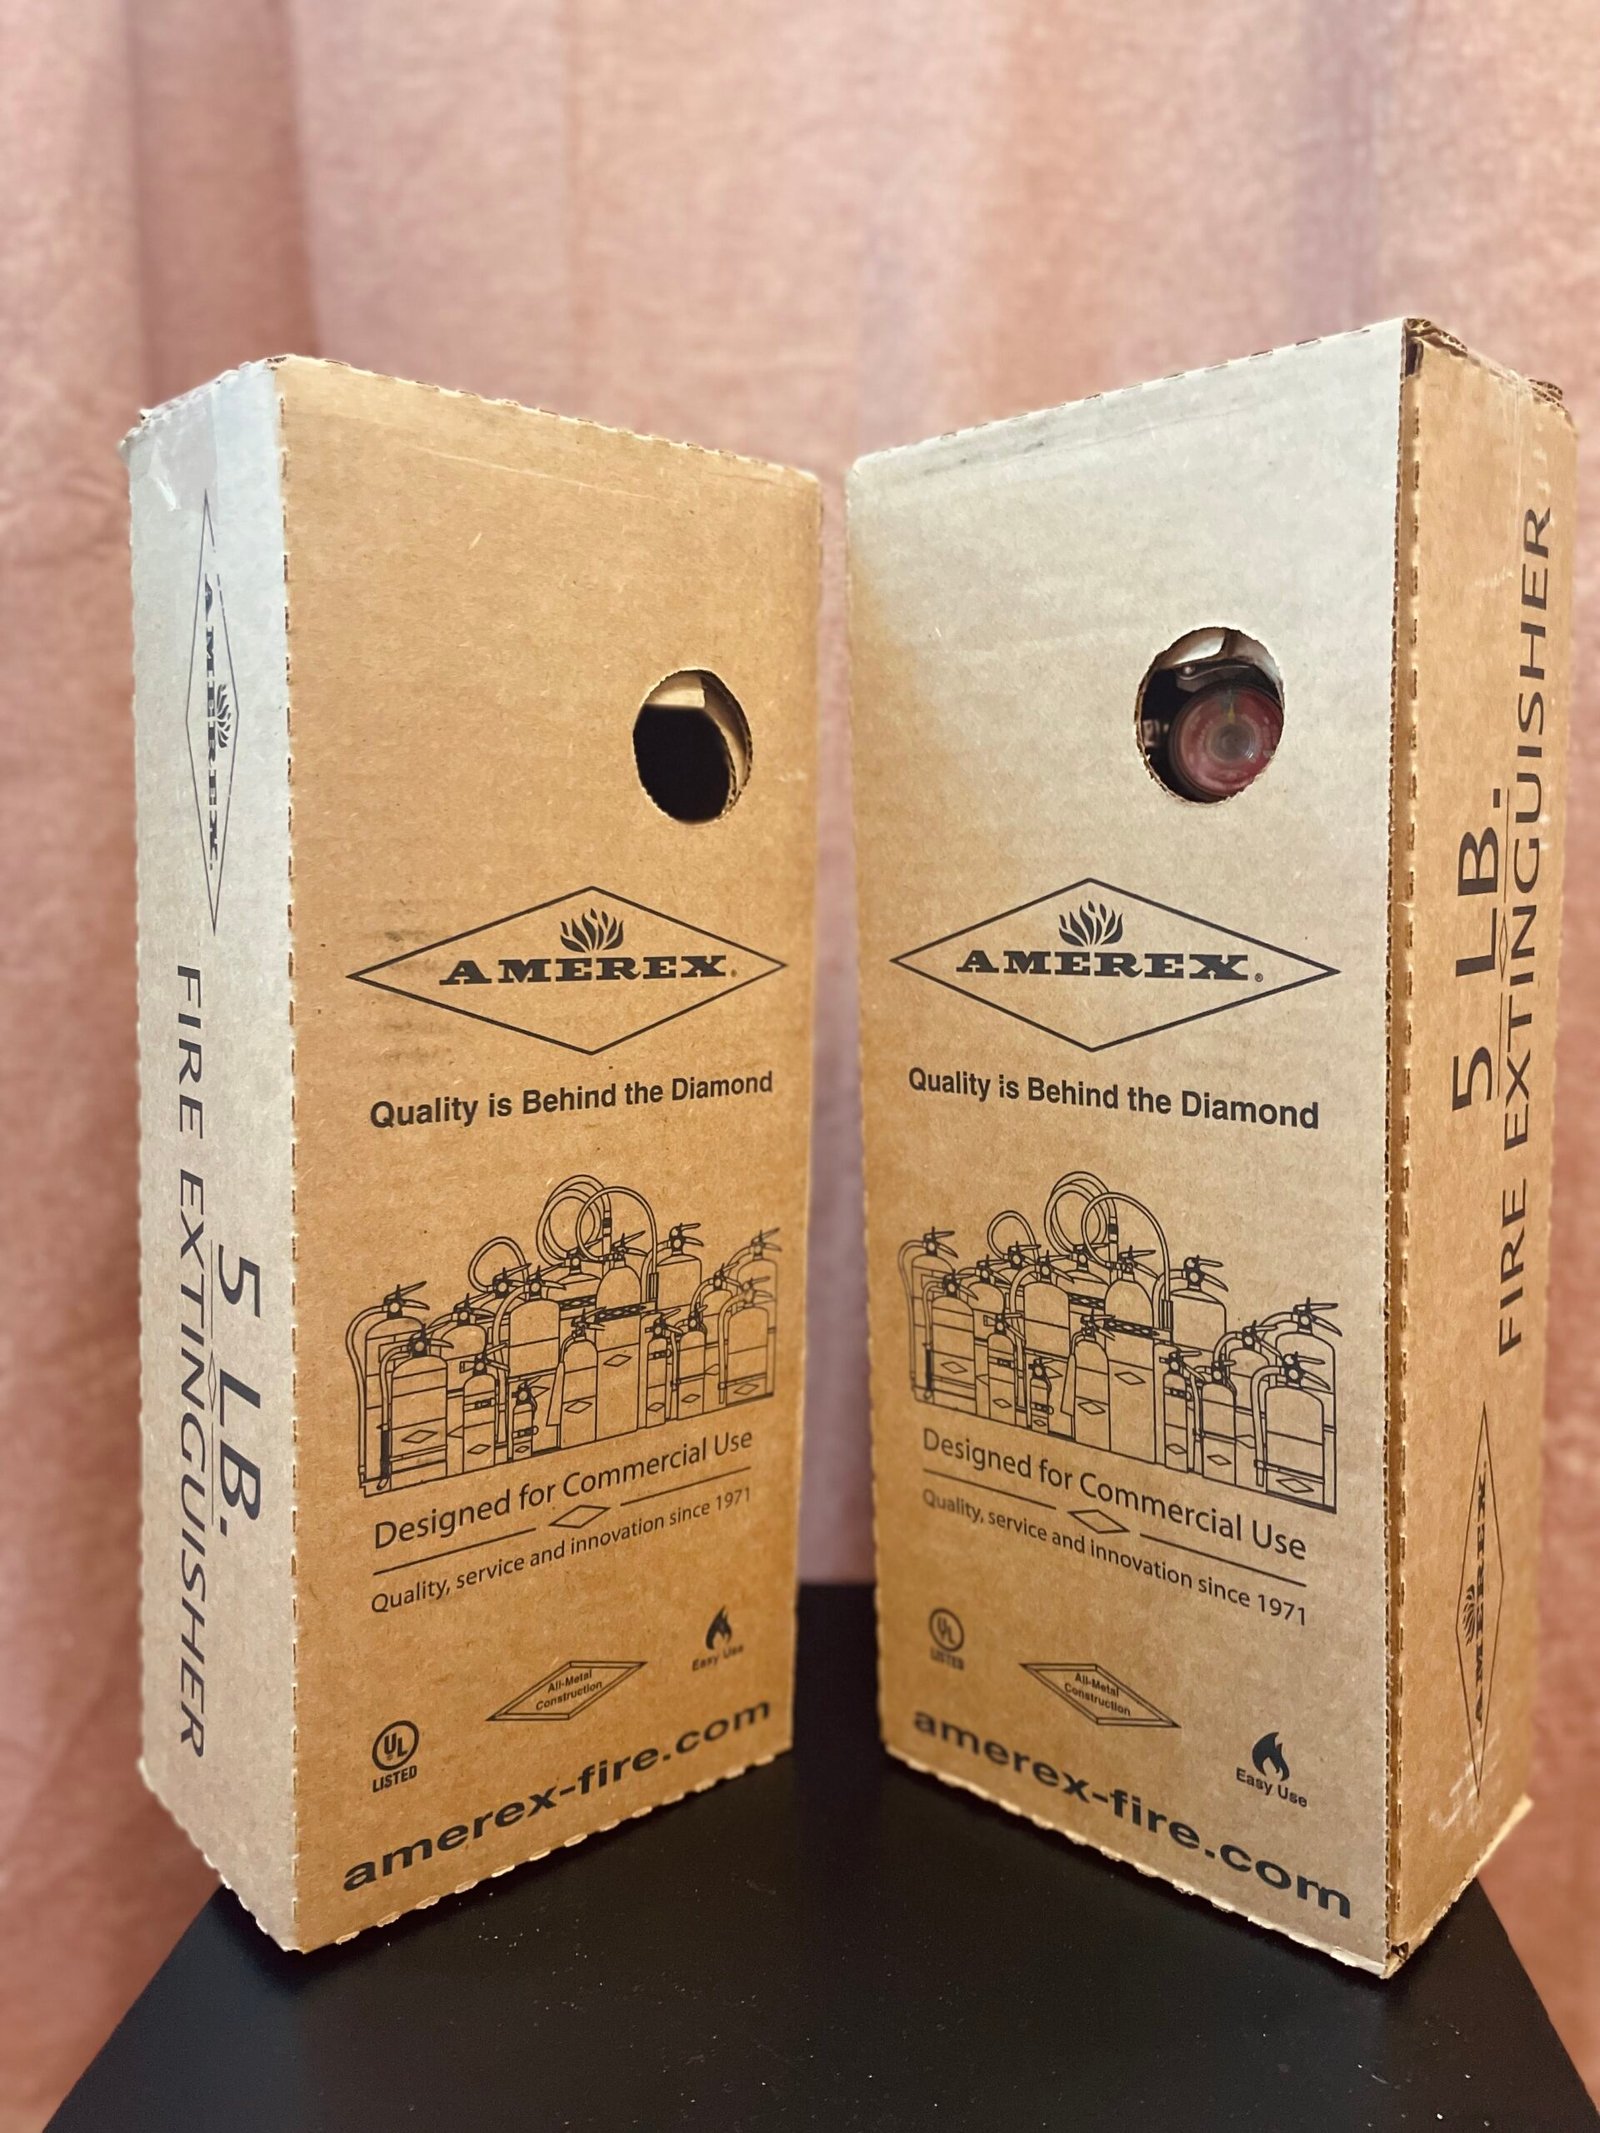 AMEREX.
5 LB.
FIRE EXTINGUISHER
AMEREX®
Quality is Behind the Diamond
Designed for Commercial Use
Quality, service and innovation since 1971
UL
LISTED
All-Metal
Construction
Easy Use
amerex-fire.com
AMEREX®
Quality is Behind the Diamond
Designed for Commercial Use
Quality, service and innovation since 1971
UL
LISTED
All-Metal
Construction
Easy Use
amerex-fire.com
5 LB.
FIRE EXTINGUISHER
AMEREX.